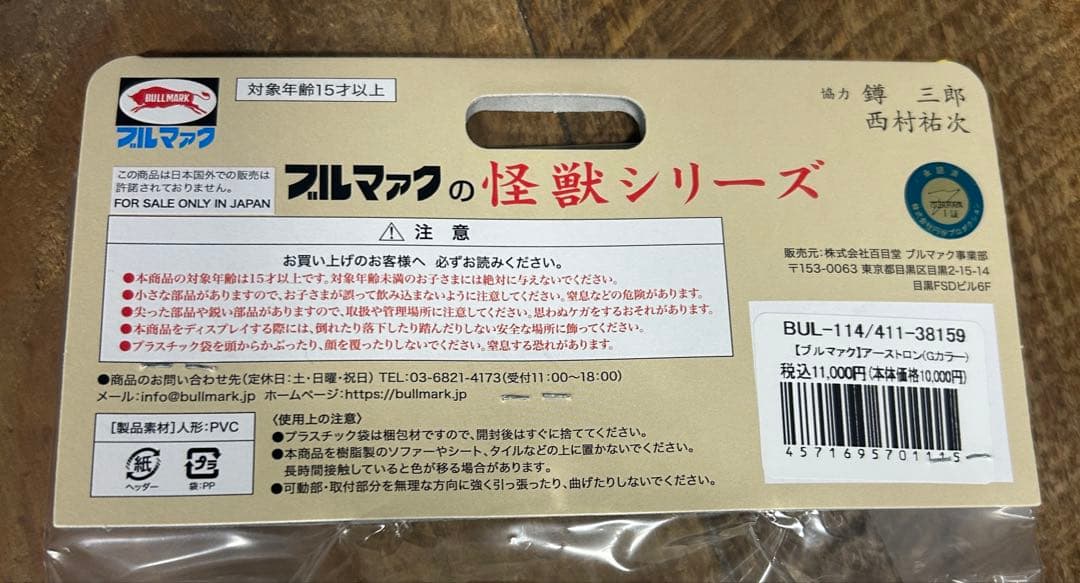 BULLMARK
ブルマァク
対象年齢15才以上
協力 鐏 三郎
西村祐次
この商品は日本国外での販売は
許諾されておりません。
FOR SALE ONLY IN JAPAN
ブルマァクの怪獣シリーズ
⚠ 注意
お買い上げのお客様へ 必ずお読みください。
●本商品の対象年齢は15才以上です。対象年齢未満のお子さまには絶対に与えないでください。
●小さな部品がありますので、お子さまが誤って飲み込まないように注意してください。窒息などの危険があります。
●尖った部品や鋭い部品がありますので、取扱や管理場所に注意してください。思わぬケガをするおそれがあります。
●本商品をディスプレイする際には、倒れたり落下したり踏んだりしない安全な場所に飾ってください。
●プラスチック袋を頭からかぶったり、顔を覆ったりしないでください。窒息する恐れがあります。
販売元:株式会社百目堂 ブルマァク事業部
〒153-0063 東京都目黒区目黒2-15-14
目黒FSDビル6F
●商品のお問い合わせ先(定休日:土・日曜・祝日) TEL:03-6821-4173(受付11:00〜18:00)
メール:info@bullmark.jp ホームページ:https://bullmark.jp
[製品素材]人形:PVC
紙
ヘッダー
プラ
袋:PP
〈使用上の注意〉
●プラスチック袋は梱包材ですので、開封後はすぐに捨ててください。
●本商品を樹脂製のソファーやシート、タイルなどの上に置かないでください。
長時間接触していると色が移る場合があります。
●可動部・取付部分を無理な方向に強く引っ張ったり、曲げたりしないでください。
BUL-114/411-38159
【ブルマァク】アーストロン(Gカラー)
税込11,000円(本体価格10,000円)
4571695701115